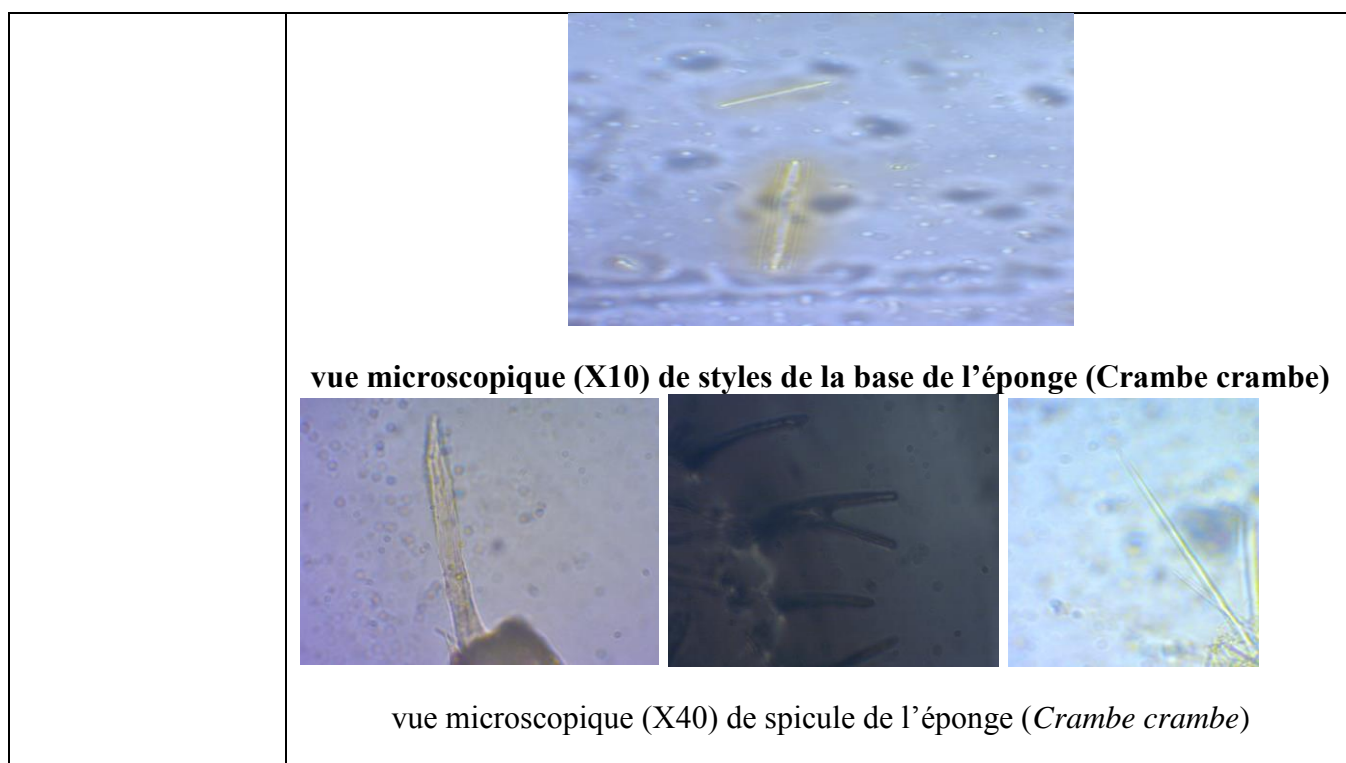 vue microscopique (X10) de styles de la base de l’éponge (Crambe crambe)
vue microscopique (X40) de spicule de l’éponge (Crambe crambe)